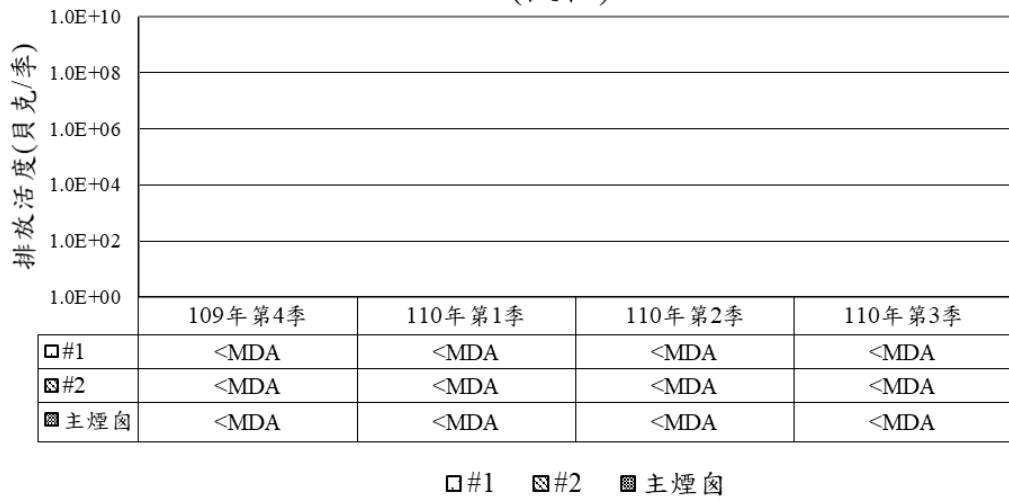 1.0E+10
1.0E+08
1.0E+06
1.0E+04
1.0E+02
1.0E+00
排放活度(貝克/季)
109年第4季 110年第1季 110年第2季 110年第3季
#1 <MDA <MDA <MDA <MDA
#2 <MDA <MDA <MDA <MDA
主煙囪 <MDA <MDA <MDA <MDA
#1 #2 主煙囪